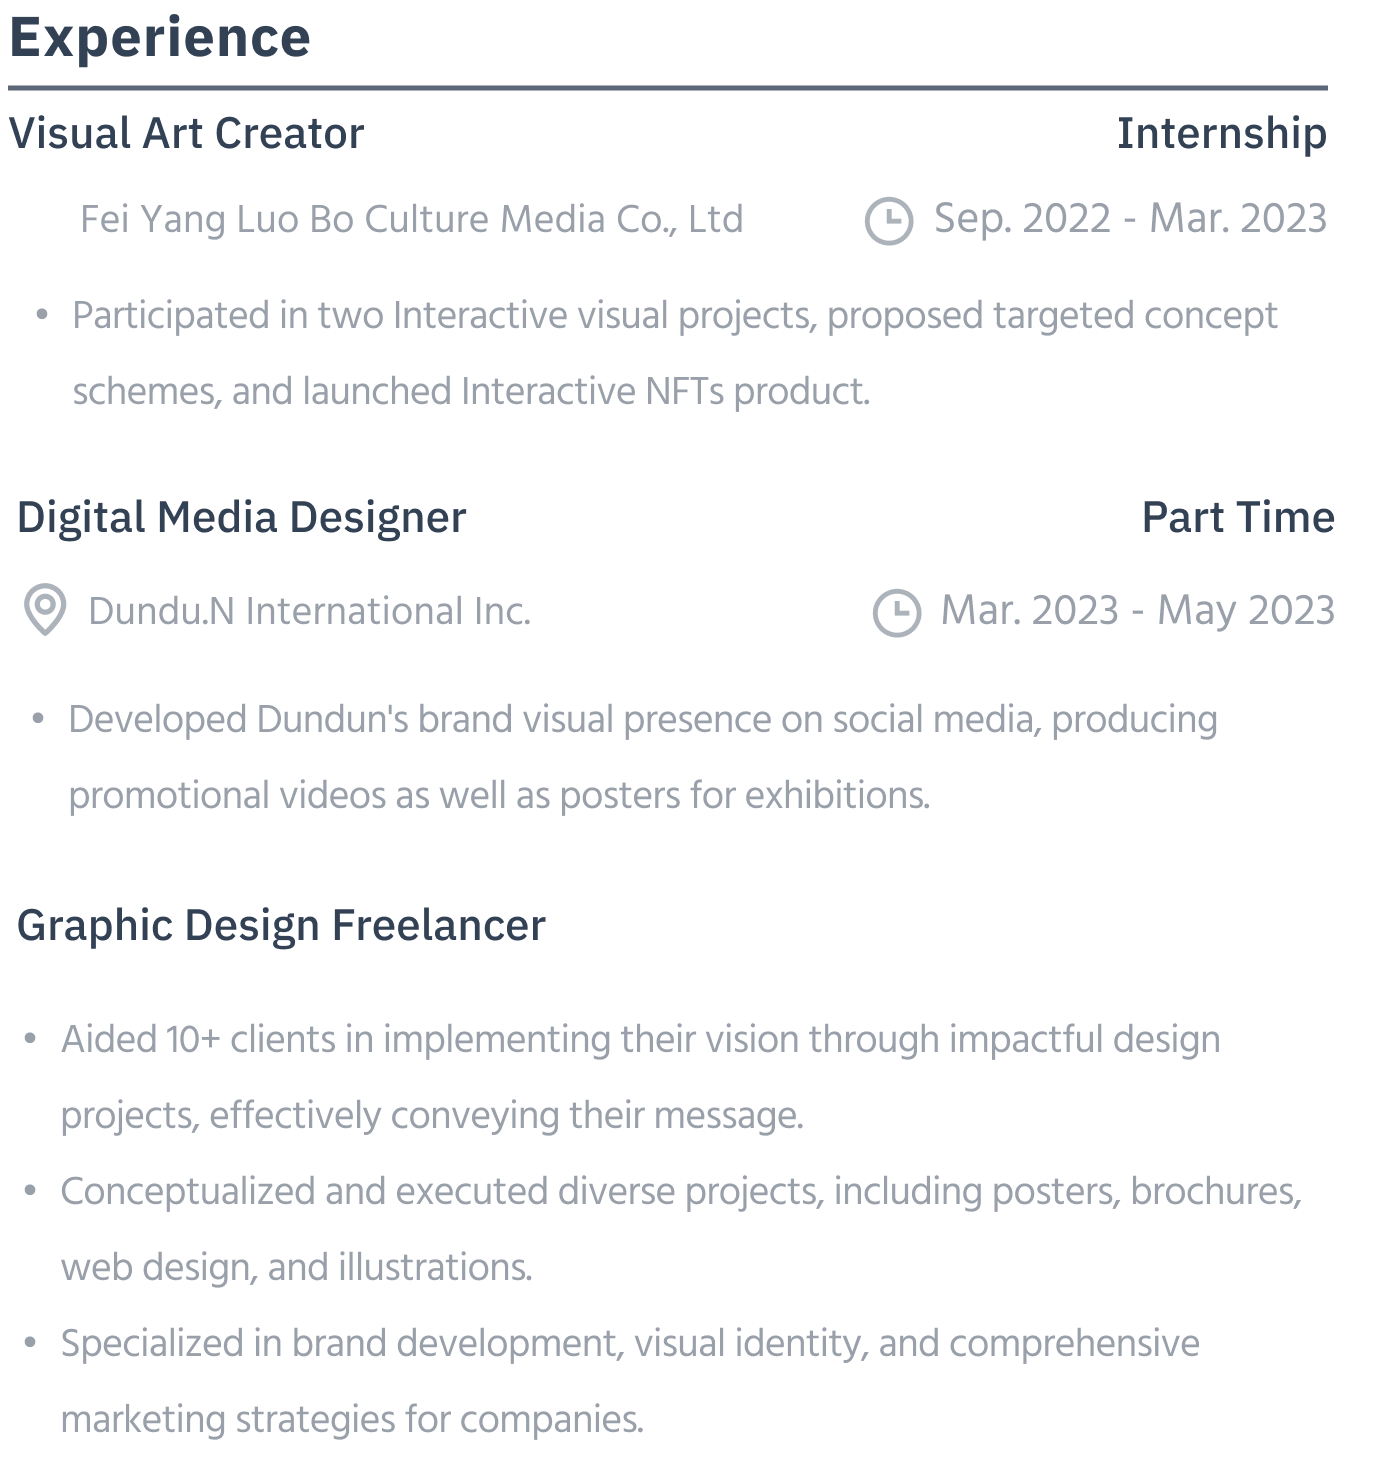 Experience
Visual Art Creator Internship
Fei Yang Luo Bo Culture Media Co., Ltd Sep. 2022 - Mar. 2023
• Participated in two Interactive visual projects, proposed targeted concept
schemes, and launched Interactive NFTs product.
Digital Media Designer Part Time
Dundu.N International Inc. Mar. 2023 - May 2023
• Developed Dundun's brand visual presence on social media, producing
promotional videos as well as posters for exhibitions.
Graphic Design Freelancer
• Aided 10+ clients in implementing their vision through impactful design
projects, effectively conveying their message.
• Conceptualized and executed diverse projects, including posters, brochures,
web design, and illustrations.
• Specialized in brand development, visual identity, and comprehensive
marketing strategies for companies.